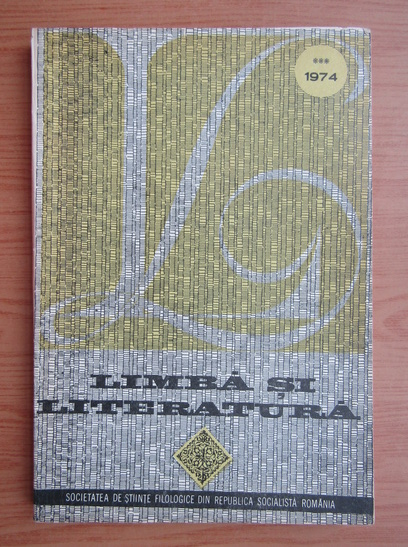 ***
1974
LIMBĂ ȘI
LITERATURĂ
SOCIETATEA DE ȘTIINȚE FILOLOGICE DIN REPUBLICA SOCIALISTĂ ROMÂNIA